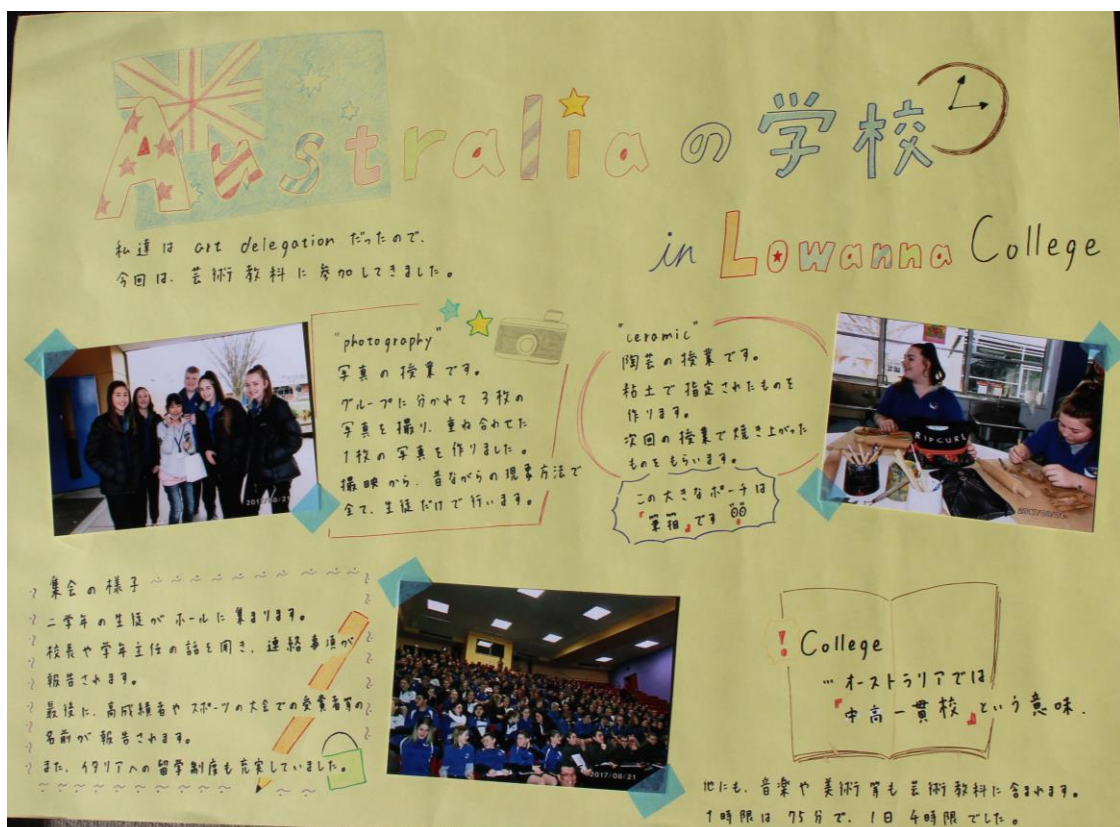 Australia の 学校
in Lowanna College
私達は art delegation だったので、
今回は、芸術教科に参加してきました。
"photography"
写真の授業です。
グループに分かれて3枚の
写真を撮り、重ね合わせた
1枚の写真を作りました。
撮映から、昔ながらの現象方法で
全て、生徒だけで行います。
2017/08/21
"ceramic"
陶芸の授業です。
粘土で指定されたものを
作ります。
次回の授業で焼き上がった
ものをもらいます。
この大きなポーチは
『筆箱』です!!
RIP CURL
集会の様子
二学年の生徒がホールに集まります。
校長や学年主任の話を聞き、連絡事項が
報告されます。
最後に、高成績者やスポーツの大会での受賞者等の
名前が報告されます。
また、イタリアへの留学制度も充実していました。
2017/08/21
! College
…オーストラリアでは
『中高一貫校』という意味.
他にも、音楽や美術等も芸術教科に含まれます。
1時限は75分で、1日4時限でした。